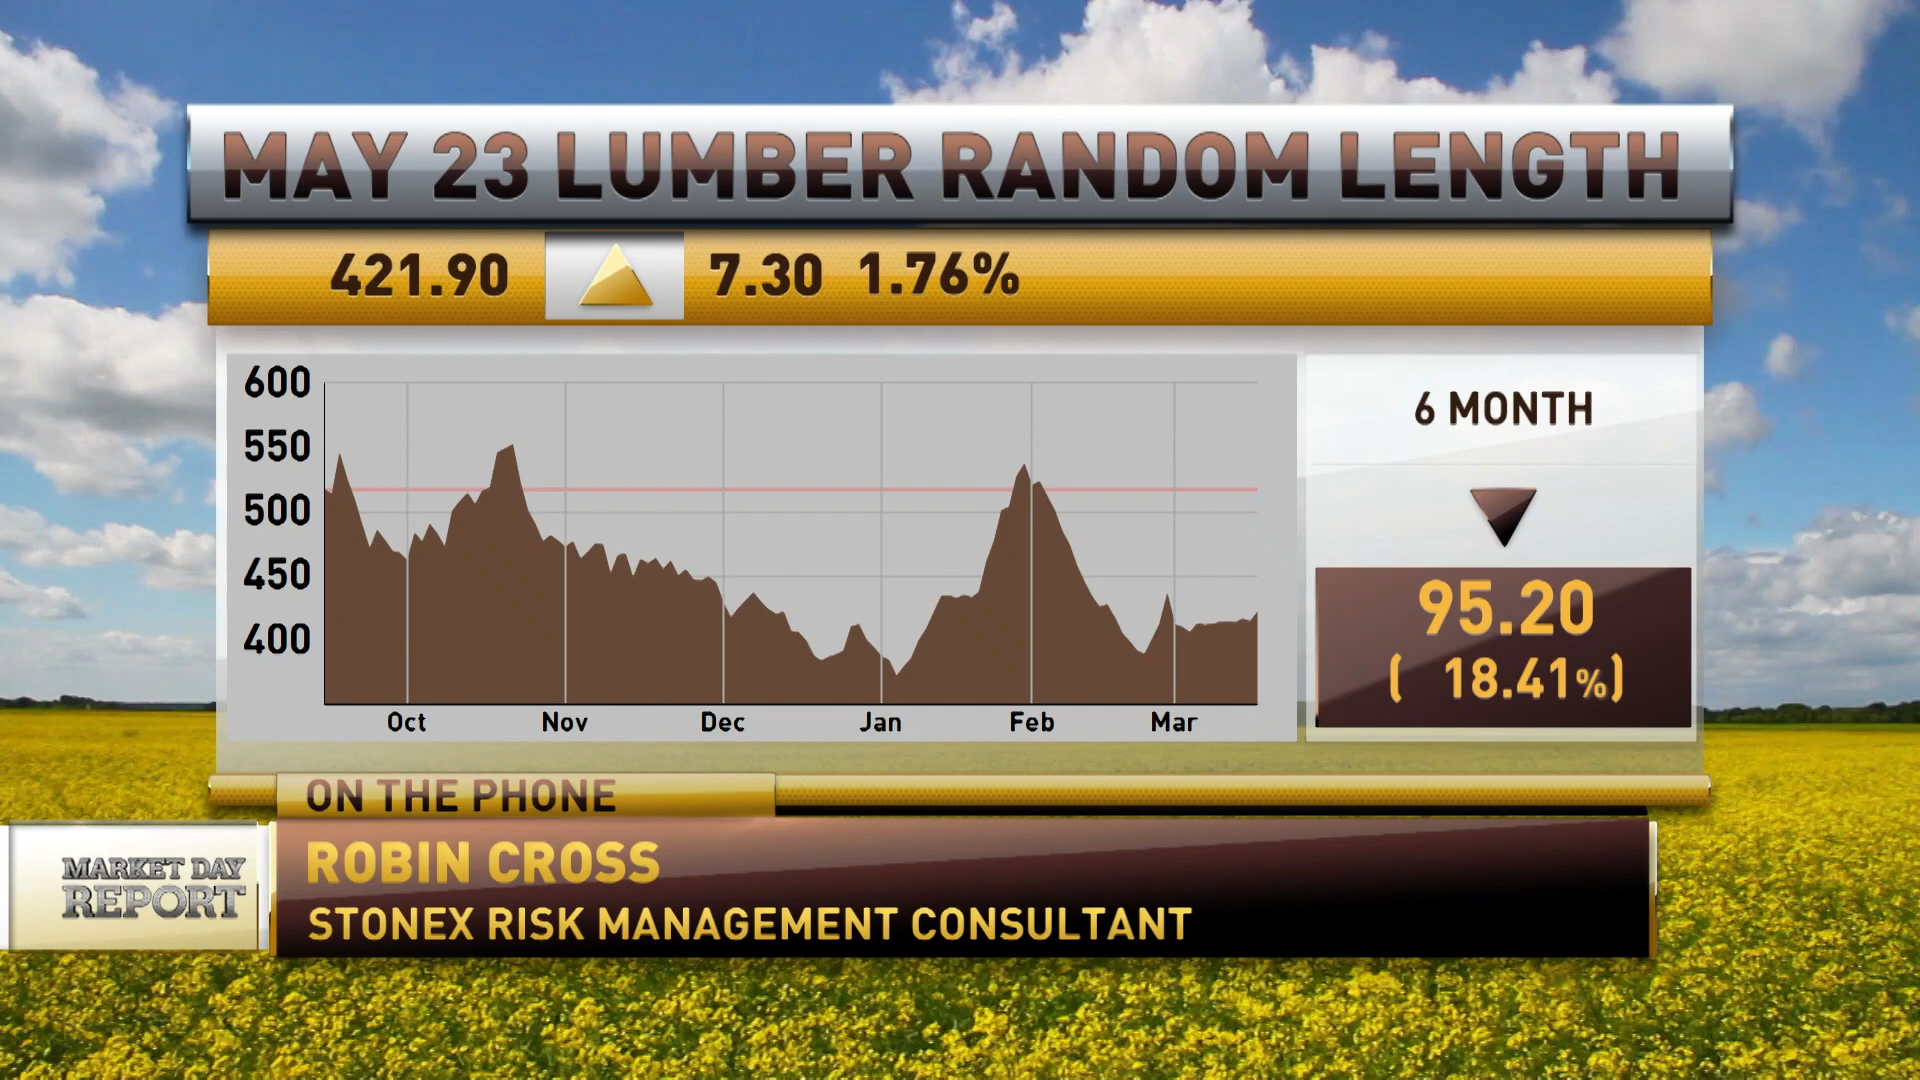 MAY 23 LUMBER RANDOM LENGTH
421.90 7.30 1.76%
600
550
500
450
400
Oct Nov Dec Jan Feb Mar
6 MONTH
95.20
( 18.41%)
ON THE PHONE
ROBIN CROSS
STONEX RISK MANAGEMENT CONSULTANT
MARKET DAY
REPORT